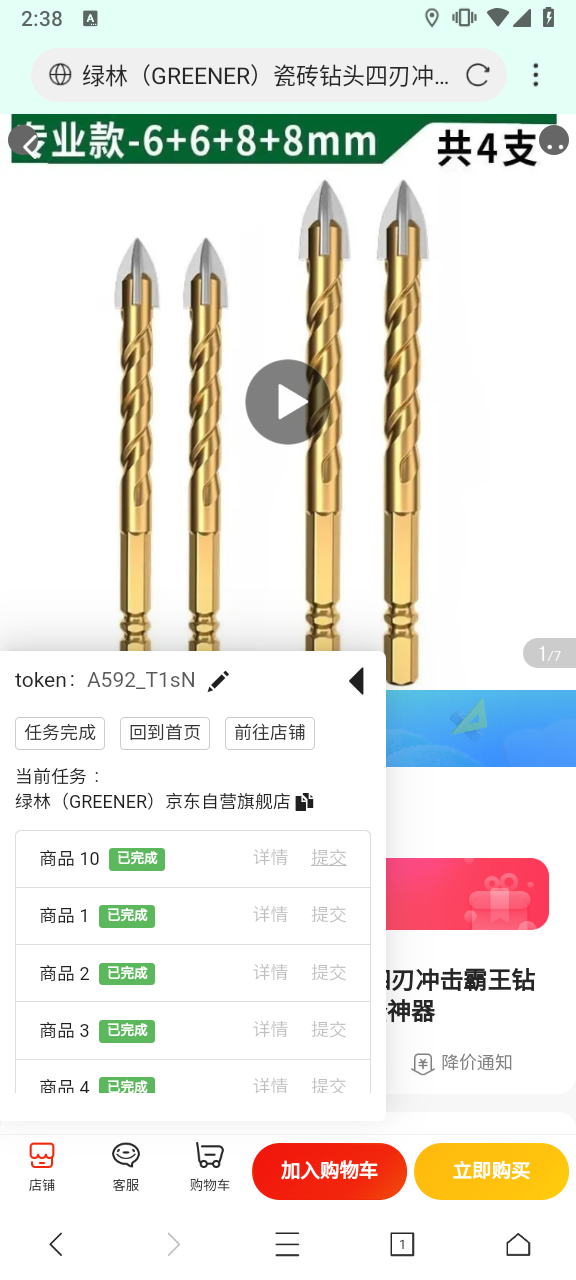 2:38
A
绿林（GREENER）瓷砖钻头四刃冲...
专业款-6+6+8+8mm
共4支
1/7
token: A592_T1sN
任务完成 回到首页 前往店铺
当前任务：
绿林（GREENER）京东自营旗舰店
商品 10 已完成 详情 提交
商品 1 已完成 详情 提交
商品 2 已完成 详情 提交
商品 3 已完成 详情 提交
商品 4 已完成 详情 提交
四刃冲击霸王钻
神器
降价通知
店铺 客服 购物车 加入购物车 立即购买
1